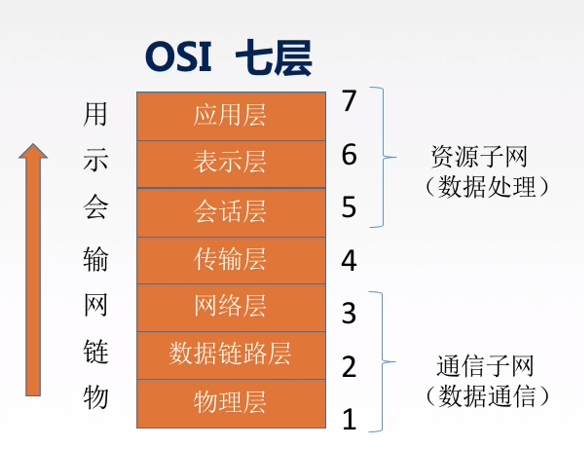 OSI 七层
用 应用层 7
示 表示层 6
会 会话层 5
输 传输层 4
网 网络层 3
链 数据链路层 2
物 物理层 1
资源子网
（数据处理）
通信子网
（数据通信）